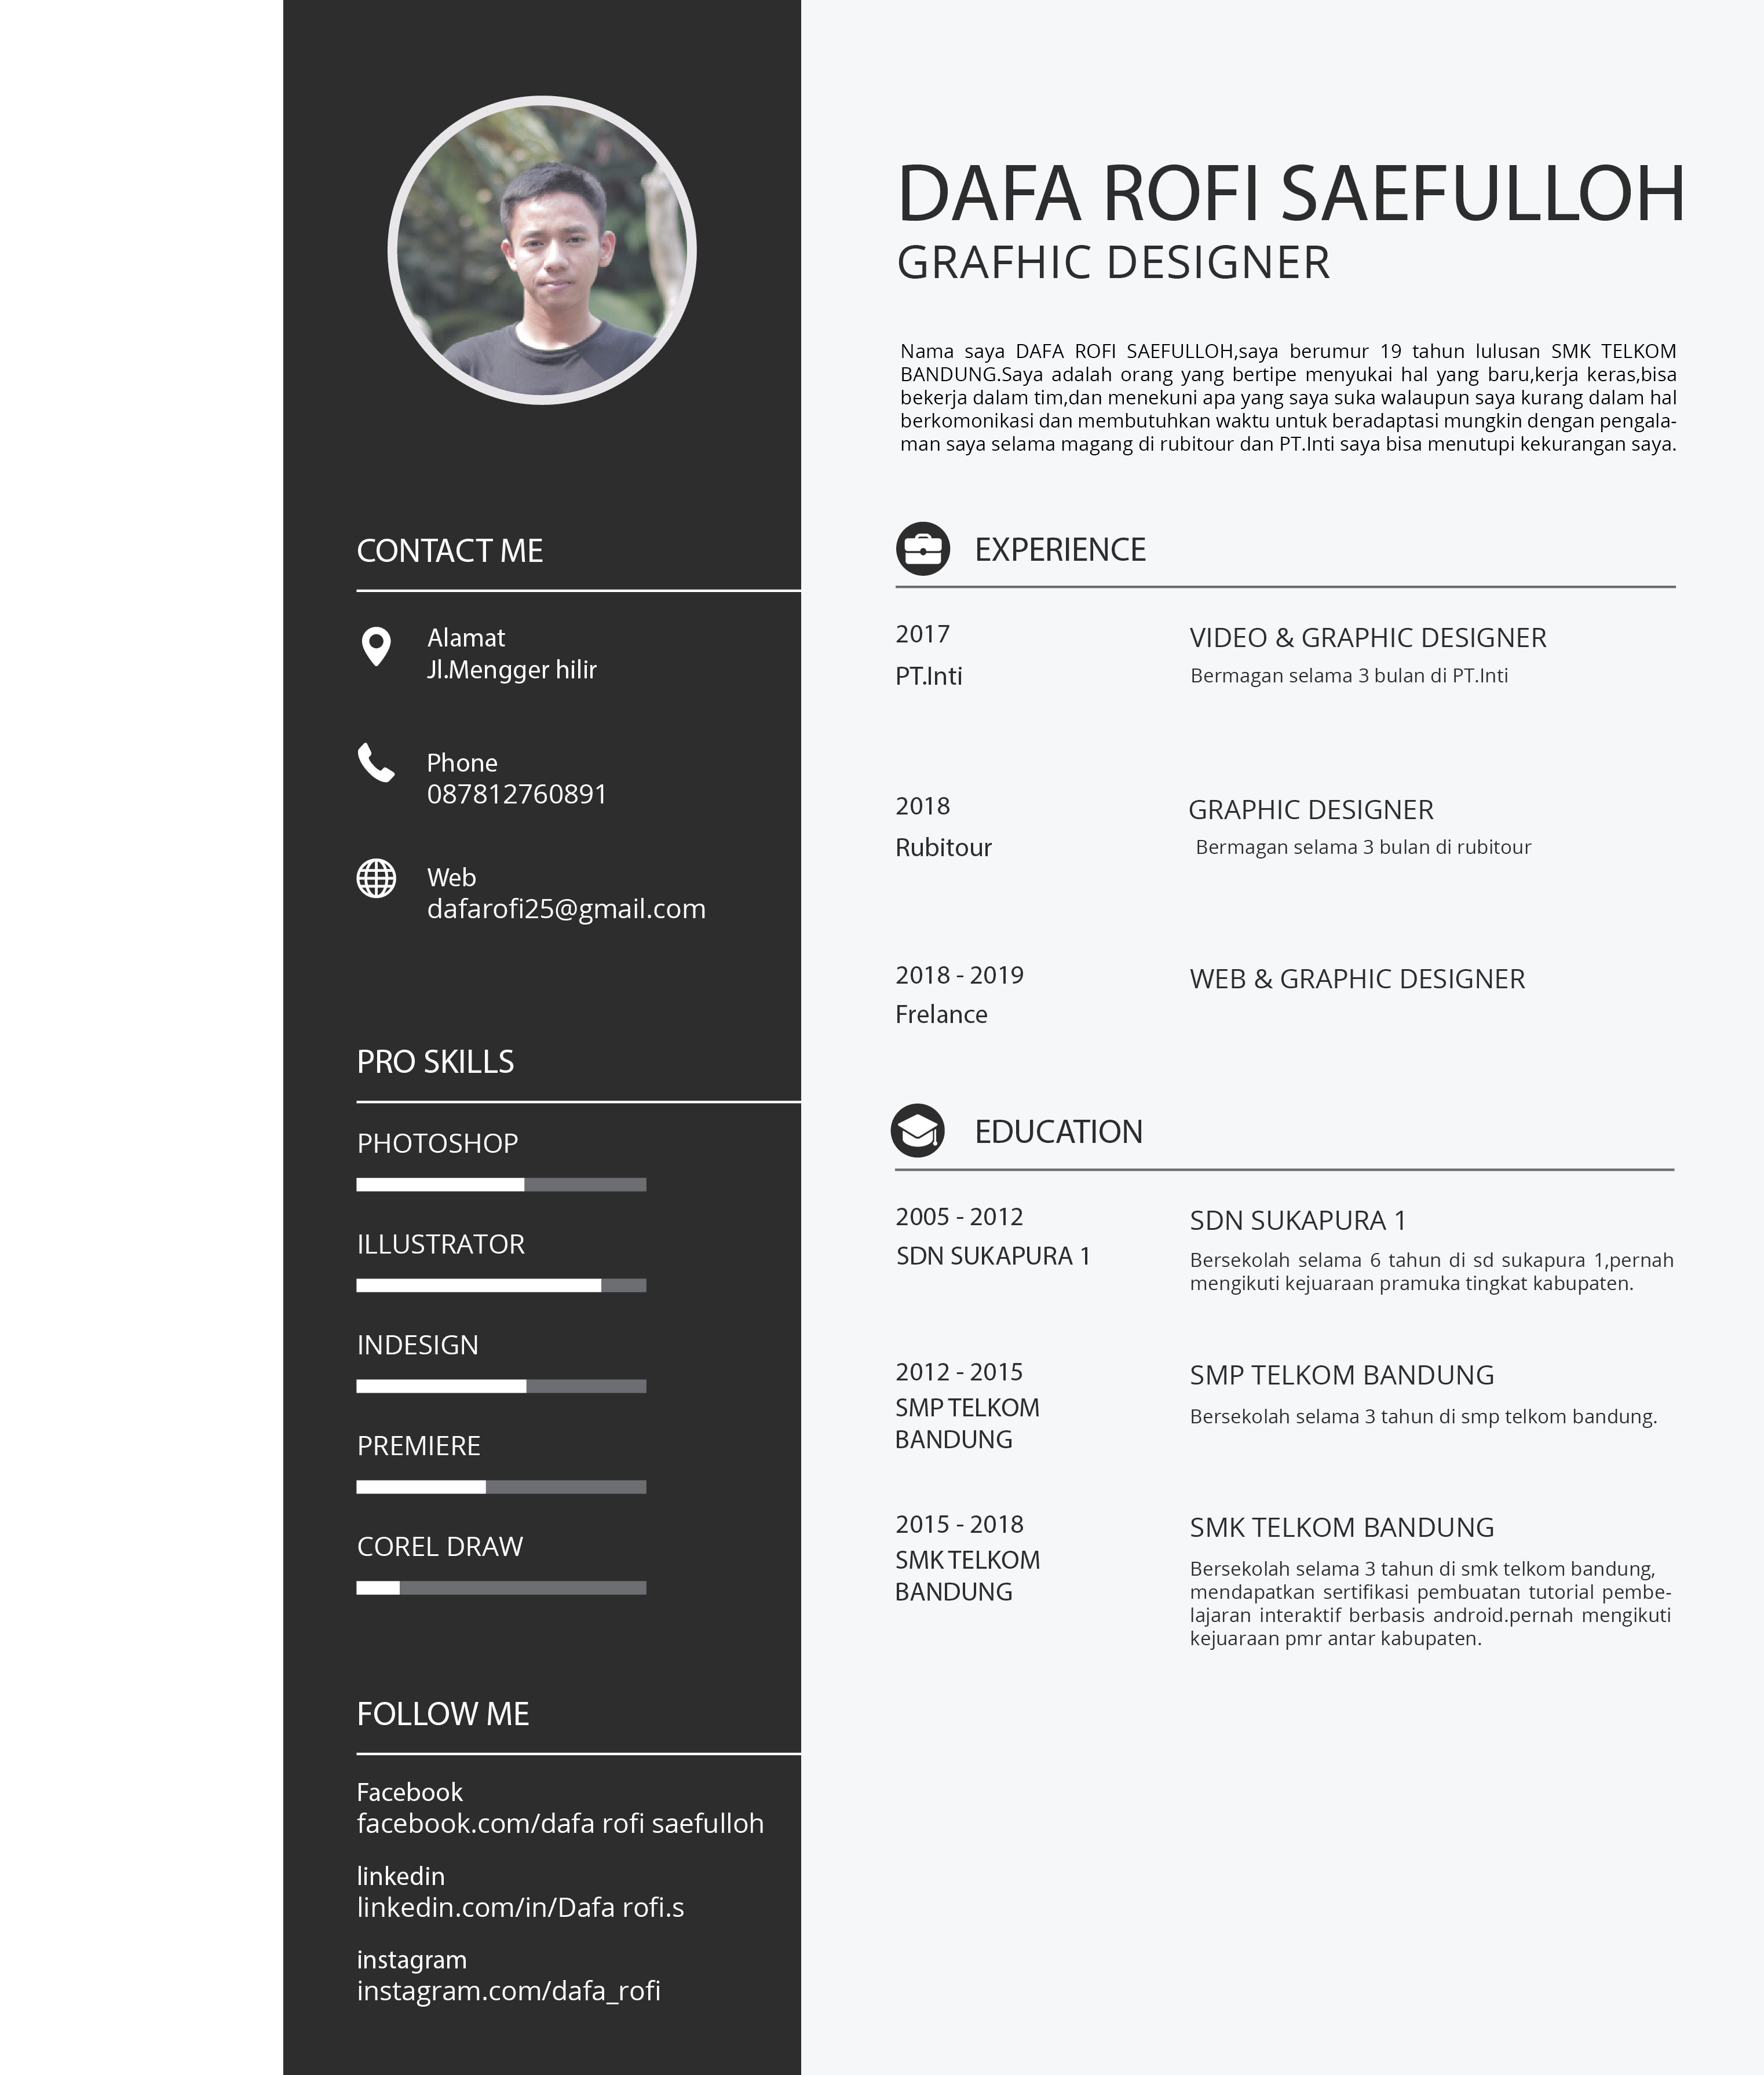 DAFA ROFI SAEFULLOH
GRAFHIC DESIGNER
Nama saya DAFA ROFI SAEFULLOH,saya berumur 19 tahun lulusan SMK TELKOM
BANDUNG.Saya adalah orang yang bertipe menyukai hal yang baru,kerja keras,bisa
bekerja dalam tim,dan menekuni apa yang saya suka walaupun saya kurang dalam hal
berkomonikasi dan membutuhkan waktu untuk beradaptasi mungkin dengan pengala-
man saya selama magang di rubitour dan PT.Inti saya bisa menutupi kekurangan saya.
CONTACT ME
Alamat
Jl.Mengger hilir
Phone
087812760891
Web
dafarofi25@gmail.com
PRO SKILLS
PHOTOSHOP
ILLUSTRATOR
INDESIGN
PREMIERE
COREL DRAW
FOLLOW ME
Facebook
facebook.com/dafa rofi saefulloh
linkedin
linkedin.com/in/Dafa rofi.s
instagram
instagram.com/dafa_rofi
EXPERIENCE
2017
PT.Inti
VIDEO & GRAPHIC DESIGNER
Bermagan selama 3 bulan di PT.Inti
2018
Rubitour
GRAPHIC DESIGNER
Bermagan selama 3 bulan di rubitour
2018 - 2019
Frelance
WEB & GRAPHIC DESIGNER
EDUCATION
2005 - 2012
SDN SUKAPURA 1
SDN SUKAPURA 1
Bersekolah selama 6 tahun di sd sukapura 1,pernah
mengikuti kejuaraan pramuka tingkat kabupaten.
2012 - 2015
SMP TELKOM
BANDUNG
SMP TELKOM BANDUNG
Bersekolah selama 3 tahun di smp telkom bandung.
2015 - 2018
SMK TELKOM
BANDUNG
SMK TELKOM BANDUNG
Bersekolah selama 3 tahun di smk telkom bandung,
mendapatkan sertifikasi pembuatan tutorial pembe-
lajaran interaktif berbasis android.pernah mengikuti
kejuaraan pmr antar kabupaten.